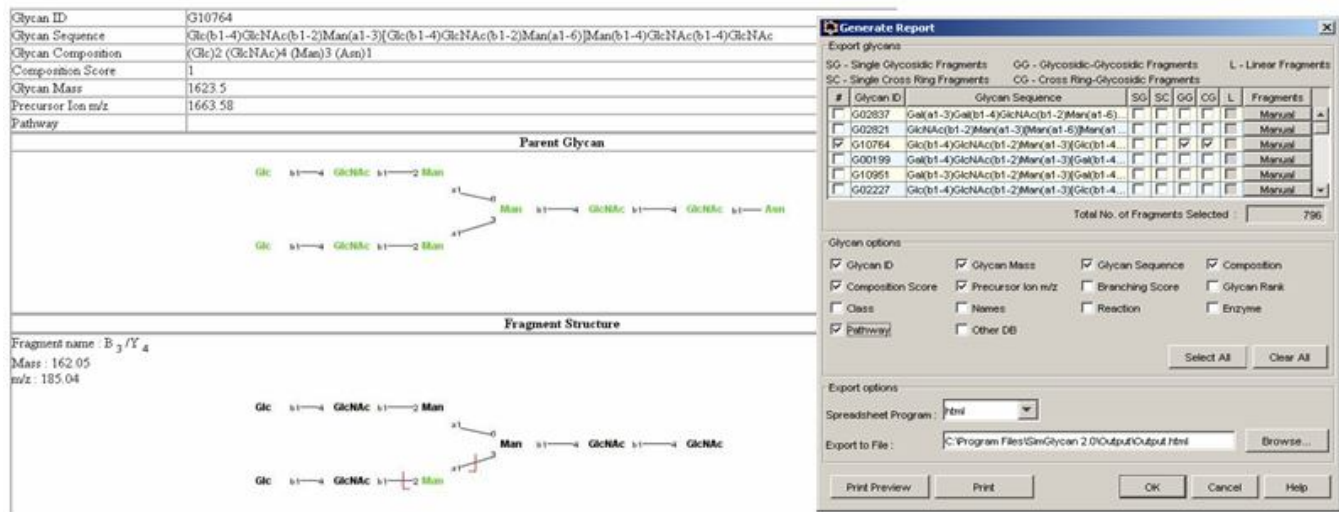 Glycan ID G10764
Glycan Sequence Glc(b1-4)GlcNAc(b1-2)Man(a1-3)[Glc(b1-4)GlcNAc(b1-2)Man(a1-6)]Man(b1-4)GlcNAc(b1-4)GlcNAc
Glycan Composition (Glc)2 (GlcNAc)4 (Man)3 (Asn)1
Composition Score 1
Glycan Mass 1623.5
Precursor Ion m/z 1663.58
Pathway
Parent Glycan
Glc b1 4 GlcNAc b1 2 Man
a1 6
Man b1 4 GlcNAc b1 4 GlcNAc b1 Asn
a1 3
Glc b1 4 GlcNAc b1 2 Man
Fragment Structure
Fragment name : B 3 /Y 4
Mass : 162.05
m/z : 185.04
Glc b1 4 GlcNAc b1 2 Man
a1 6
Man b1 4 GlcNAc b1 4 GlcNAc
a1 3
Glc b1 4 GlcNAc b1 2 Man
Generate Report
Export glycans
SG - Single Glycosidic Fragments GG - Glycosidic-Glycosidic Fragments L - Linear Fragments
SC - Single Cross Ring Fragments CG - Cross Ring-Glycosidic Fragments
# Glycan ID Glycan Sequence SG SC GG CG L Fragments
G02837 Gal(a1-3)Gal(b1-4)GlcNAc(b1-2)Man(a1-6)... Manual
G02821 GlcNAc(b1-2)Man(a1-3)[Man(a1-6)]Man(a1... Manual
G10764 Glc(b1-4)GlcNAc(b1-2)Man(a1-3)[Glc(b1-4... Manual
G00199 Gal(b1-4)GlcNAc(b1-2)Man(a1-3)[Gal(b1-4... Manual
G10951 Gal(b1-3)GlcNAc(b1-2)Man(a1-3)[Gal(b1-4... Manual
G02227 Glc(b1-4)GlcNAc(b1-2)Man(a1-3)[Glc(b1-4... Manual
Total No. of Fragments Selected : 796
Glycan options
Glycan ID Glycan Mass Glycan Sequence Composition
Composition Score Precursor Ion m/z Branching Score Glycan Rank
Class Names Reaction Enzyme
Pathway Other DB
Select All Clear All
Export options
Spreadsheet Program : html
Export to File : C:\Program Files\SimGlycan 2.0\Output\Output.html Browse...
Print Preview Print OK Cancel Help